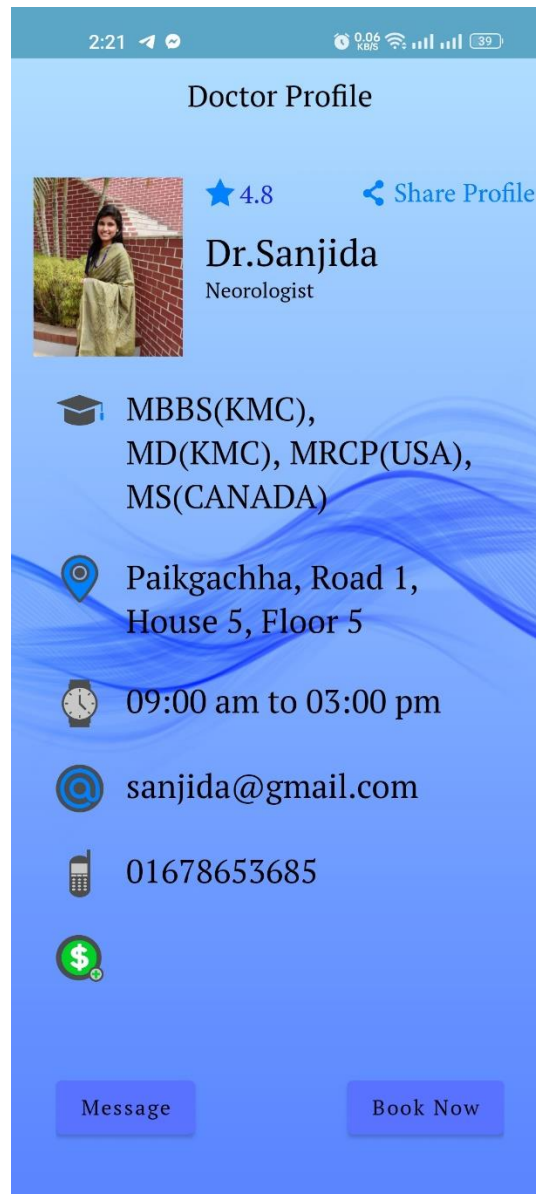 2:21 0.06 KB/S 39
Doctor Profile
4.8 Share Profile
Dr.Sanjida
Neorologist
MBBS(KMC),
MD(KMC), MRCP(USA),
MS(CANADA)
Paikgachha, Road 1,
House 5, Floor 5
09:00 am to 03:00 pm
sanjida@gmail.com
01678653685
$
Message Book Now